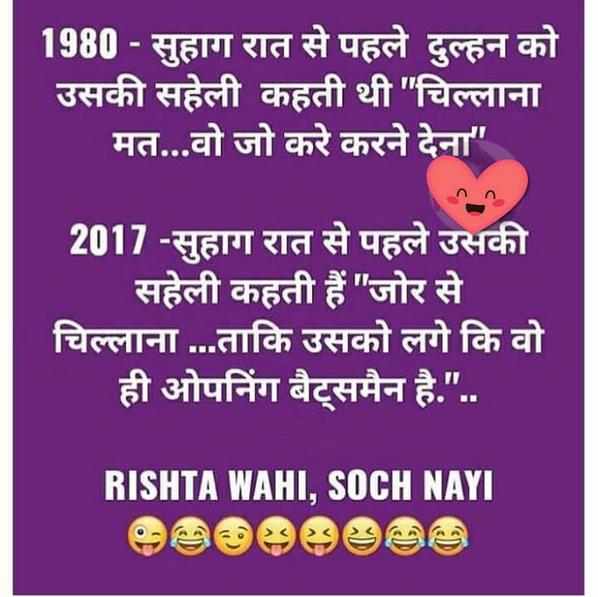 1980 - सुहाग रात से पहले दुल्हन को
उसकी सहेली कहती थी "चिल्लाना
मत...वो जो करे करने देना"
2017 -सुहाग रात से पहले उसकी
सहेली कहती हैं "जोर से
चिल्लाना ...ताकि उसको लगे कि वो
ही ओपनिंग बैट्समैन है."..
RISHTA WAHI, SOCH NAYI